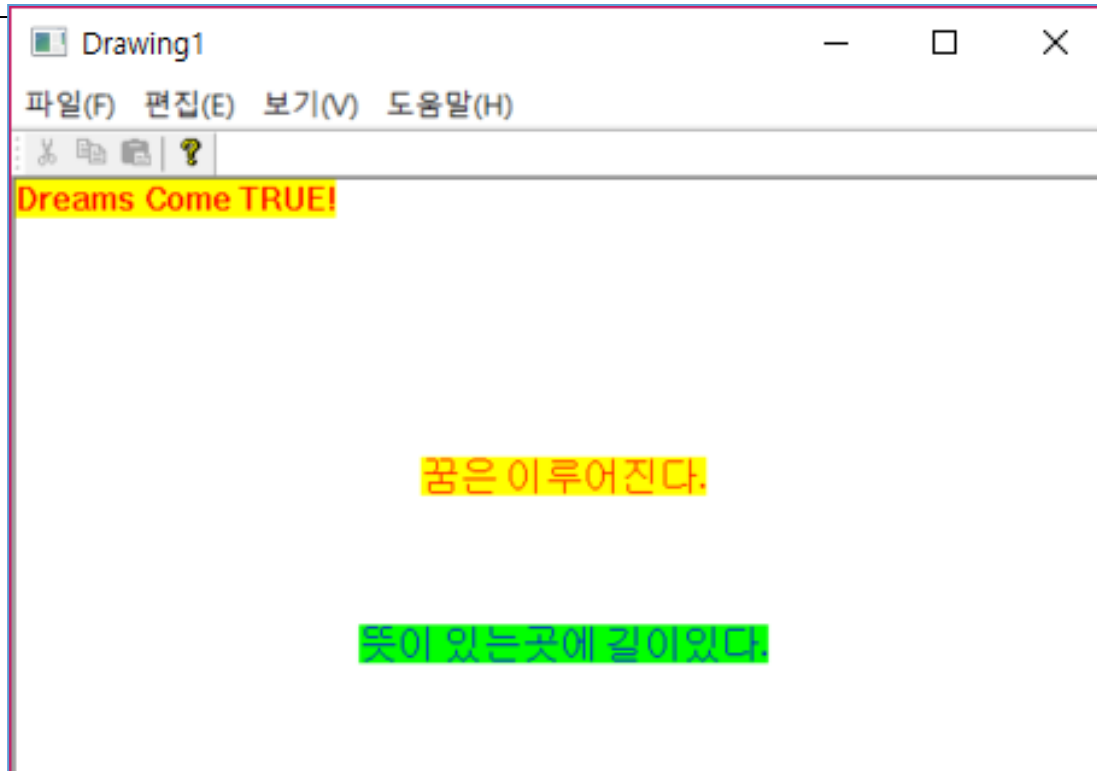 Drawing1
파일(F) 편집(E) 보기(V) 도움말(H)
Dreams Come TRUE!
꿈은 이루어진다.
뜻이 있는곳에 길이있다.